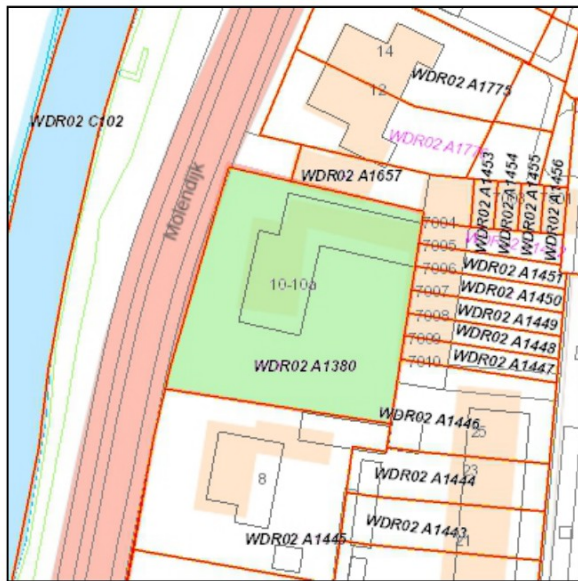 14
WDR02 A1775
12
WDR02 C102
WDR02 A1453
WDR02 A1454
WDR02 A1455
WDR02 A1456
WDR02 A1657
Molendijk
7004
7005
7006
WDR02 A1451
7007
WDR02 A1450
10-10a
7008
WDR02 A1449
7009
WDR02 A1448
7010
WDR02 A1447
WDR02 A1380
WDR02 A1446
25
8
23
WDR02 A1444
WDR02 A1443
21
WDR02 A1445